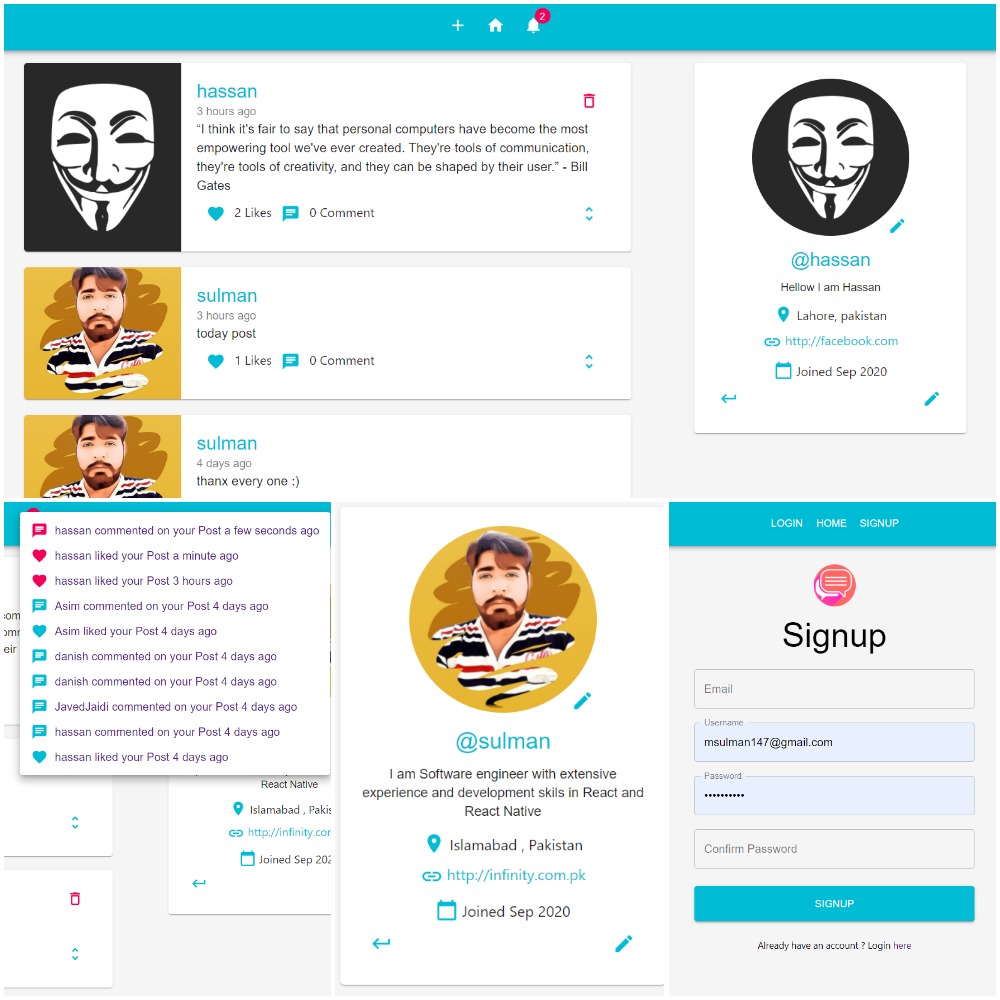 2
hassan
3 hours ago
“I think it's fair to say that personal computers have become the most
empowering tool we've ever created. They're tools of communication,
they're tools of creativity, and they can be shaped by their user.” - Bill
Gates
2 Likes 0 Comment
sulman
3 hours ago
today post
1 Likes 0 Comment
sulman
4 days ago
thanx every one :)
@hassan
Hellow I am Hassan
Lahore, pakistan
http://facebook.com
Joined Sep 2020
hassan commented on your Post a few seconds ago
hassan liked your Post a minute ago
hassan liked your Post 3 hours ago
Asim commented on your Post 4 days ago
Asim liked your Post 4 days ago
danish commented on your Post 4 days ago
danish commented on your Post 4 days ago
JavedJaidi commented on your Post 4 days ago
hassan commented on your Post 4 days ago
hassan liked your Post 4 days ago
React Native
Islamabad , Pakis
http://infinity.cor
Joined Sep 202
@sulman
I am Software engineer with extensive
experience and development skils in React and
React Native
Islamabad , Pakistan
http://infinity.com.pk
Joined Sep 2020
LOGIN HOME SIGNUP
Signup
Email
Username
msulman147@gmail.com
Password
••••••••••
Confirm Password
SIGNUP
Already have an account ? Login here